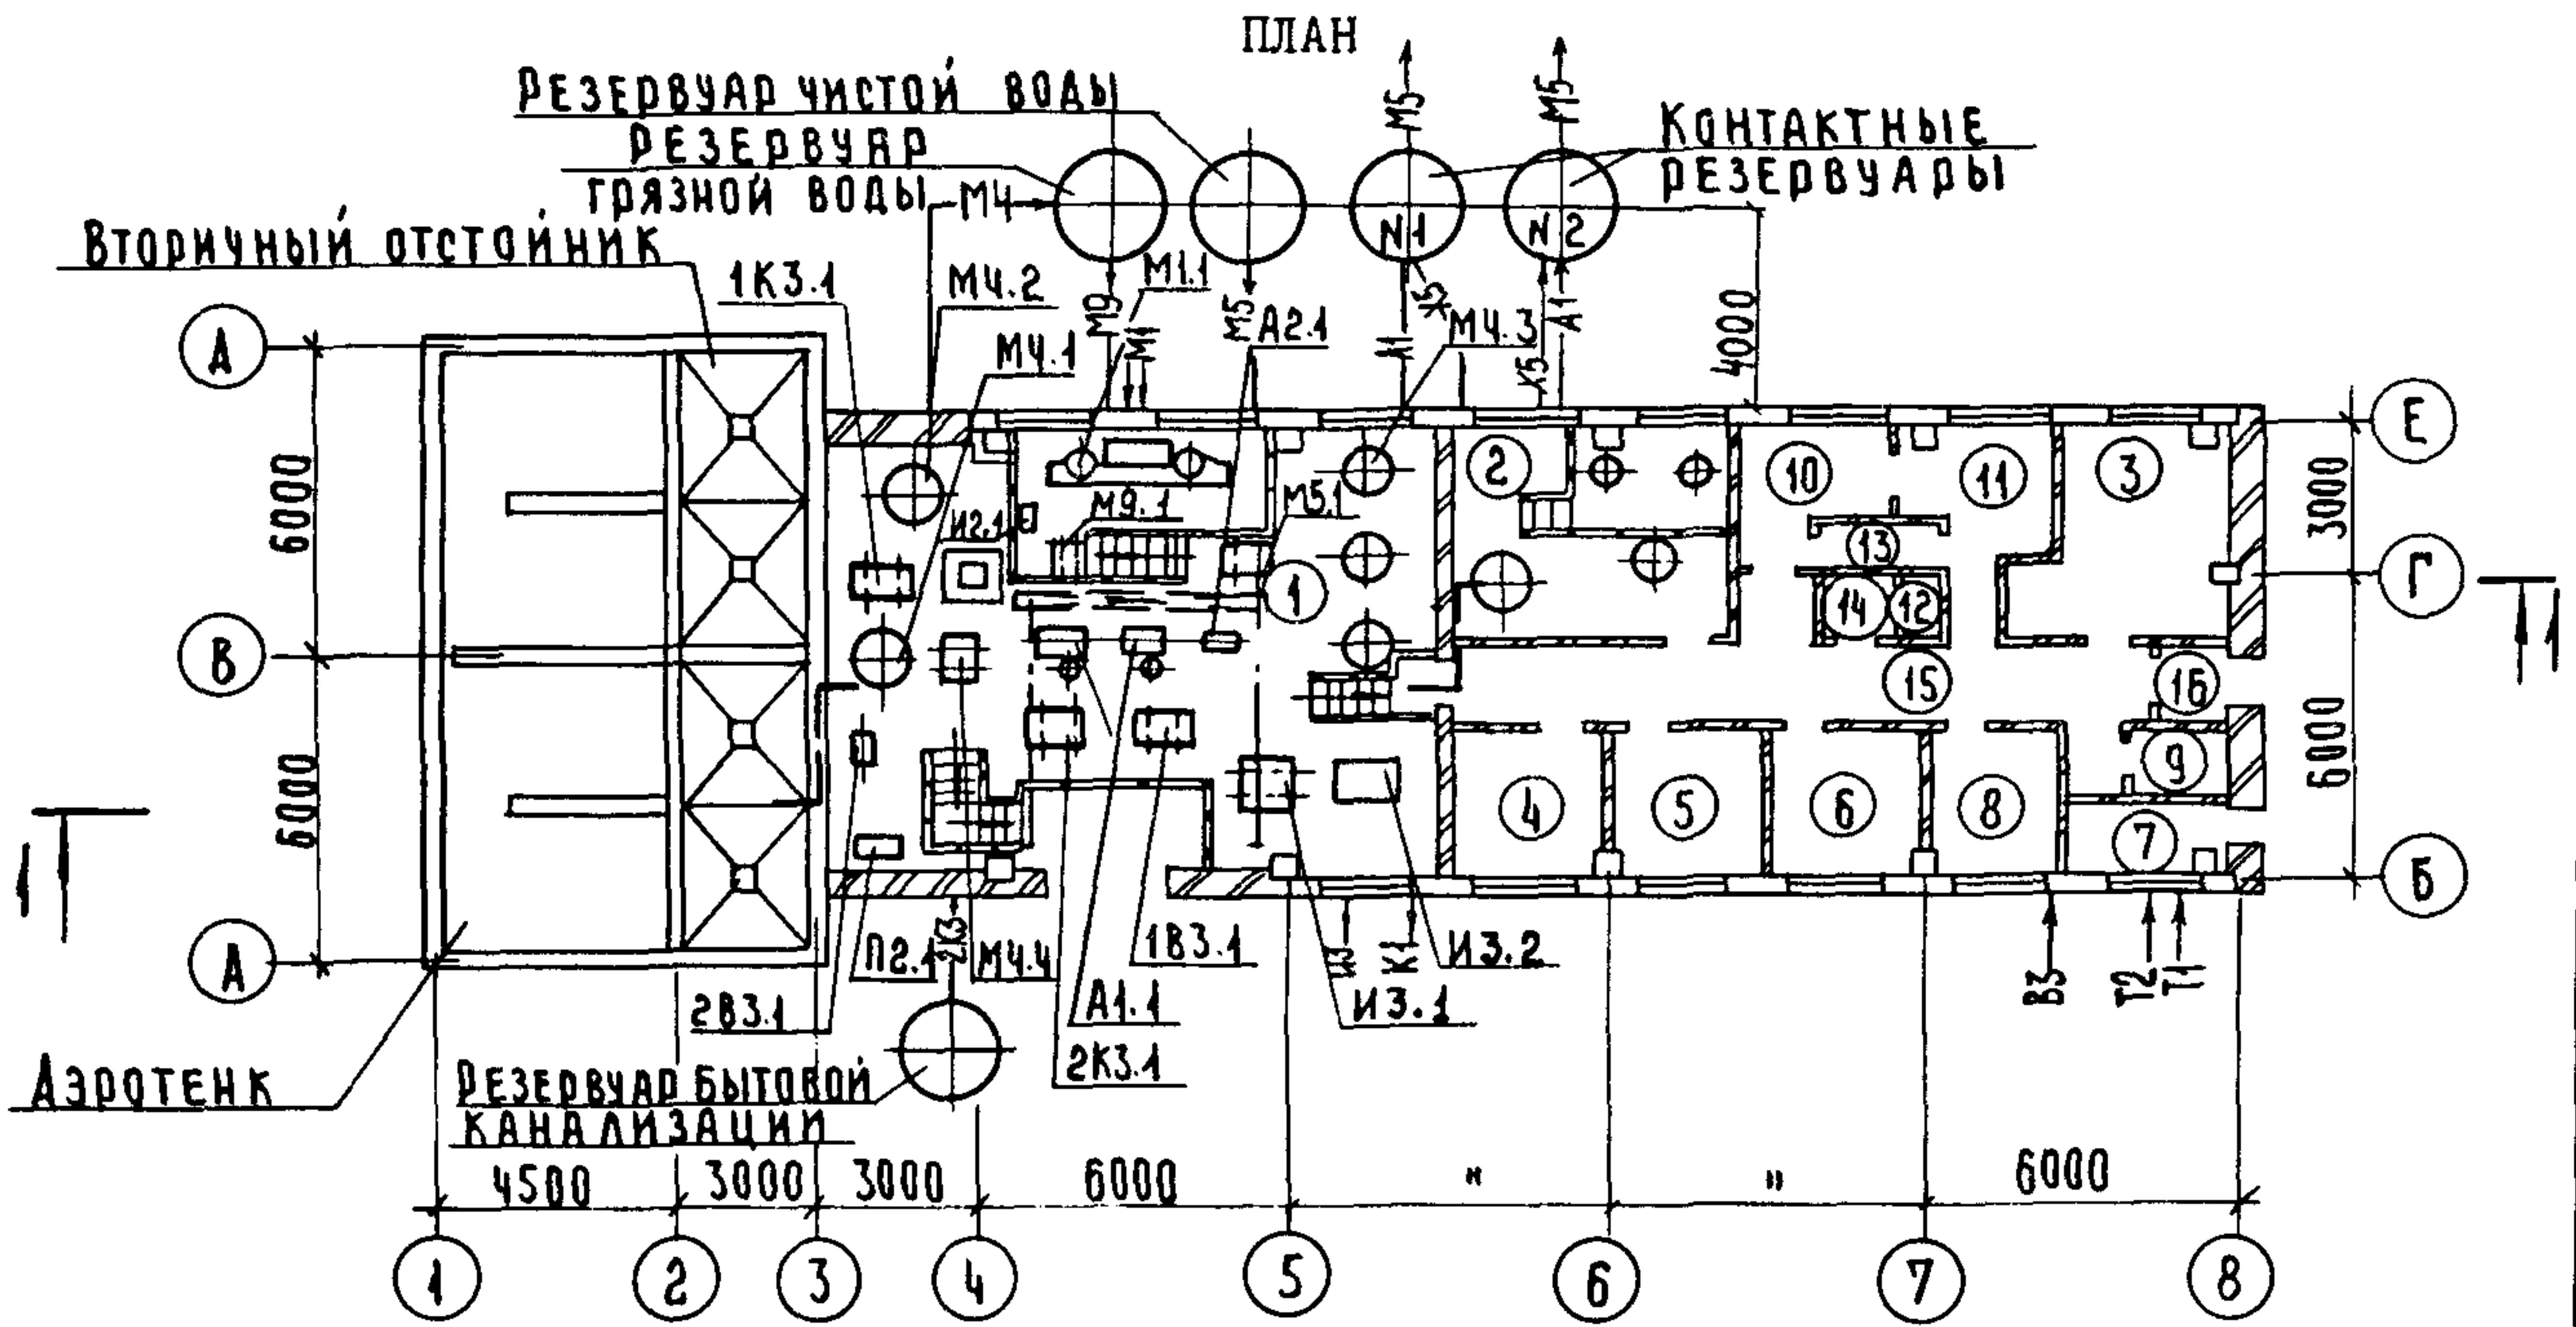 ПЛАН
РЕЗЕРВУАР ЧИСТОЙ ВОДЫ
РЕЗЕРВУАР
ГРЯЗНОЙ ВОДЫ
М4
М5
М5
КОНТАКТНЫЕ
РЕЗЕРВУАРЫ
ВТОРИЧНЫЙ ОТСТОЙНИК
N1
N2
1К3.1
М4.2
М1.1
М9
М1
М5
А2.1
А1
К5
М4.3
К5
А1
4000
М4.1
Д
Е
6000
2
10
11
3
3000
М9.1
М5.1
И2.1
13
Г
1
14
12
В
15
16
6000
6000
9
4
5
6
8
7
Б
А
П2.1
2К3
М4.4
1В3.1
И3
К1
И3.2
В3
Т2
Т1
2В3.1
А1.1
И3.1
2К3.1
АЭРОТЕНК
РЕЗЕРВУАР БЫТОВОЙ
КАНАЛИЗАЦИИ
4500
3000
3000
6000
"
"
6000
1
2
3
4
5
6
7
8